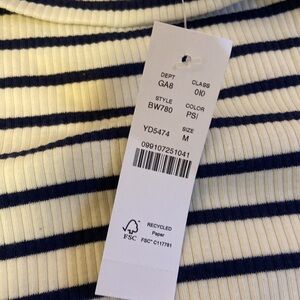 DEPT CLASS
GA8 010
STYLE COLOR
BW780 PSI
SIZE
YD5474 M
099107251041
RECYCLED
Paper
FSC
FSC® C117781